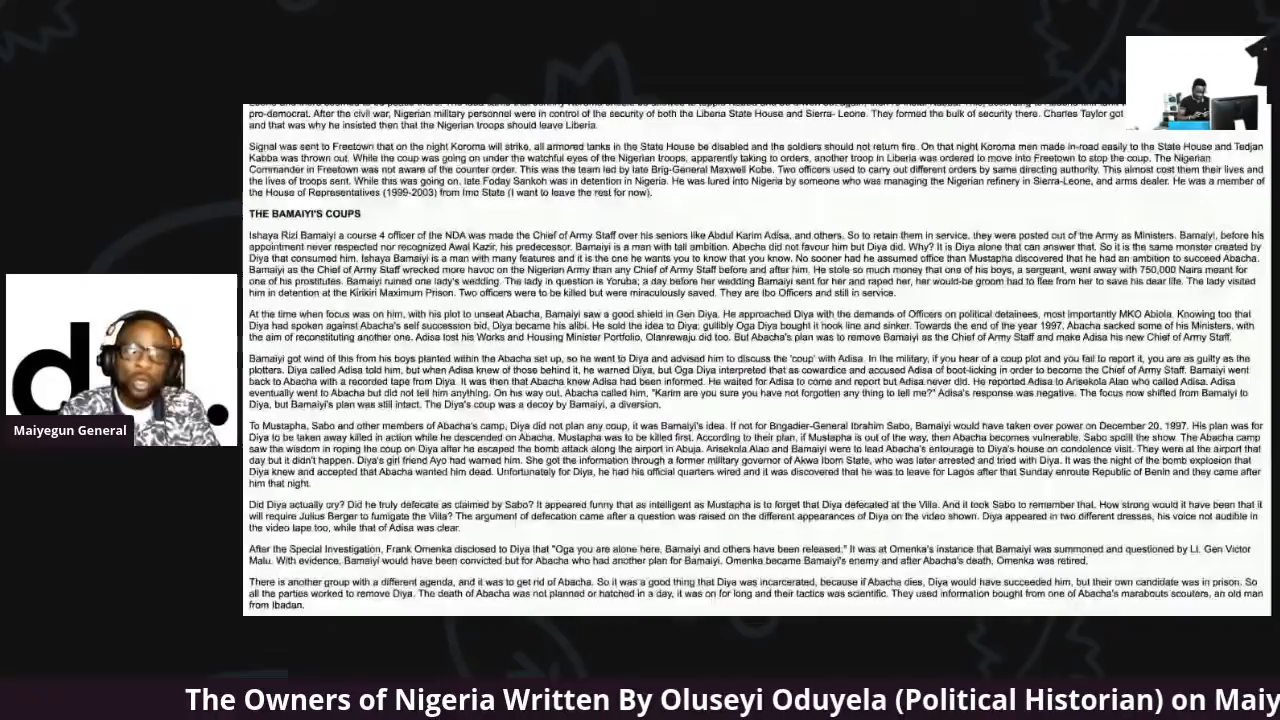 pro-democrat. After the civil war, Nigerian military personnel were in control of the security of both the Liberia State House and Sierra- Leone. They formed the bulk of security there. Charles Taylor got
and that was why he insisted then that the Nigerian troops should leave Liberia.
Signal was sent to Freetown that on the night Koroma will strike, all armored tanks in the State House be disabled and the soldiers should not return fire. On that night Koroma men made in-road easily to the State House and Tedjan
Kabba was thrown out. While the coup was going on under the watchful eyes of the Nigerian troops, apparently taking to orders, another troop in Liberia was ordered to move into Freetown to stop the coup. The Nigerian
Commander in Freetown was not aware of the counter order. This was the team led by late Brig-General Maxwell Kobe. Two officers used to carry out different orders by same directing authority. This almost cost them their lives and
the lives of troops sent. While this was going on, late Foday Sankoh was in detention in Nigeria. He was lured into Nigeria by someone who was managing the Nigerian refinery in Sierra-Leone, and arms dealer. He was a member of
the House of Representatives (1999-2003) from Imo State (I want to leave the rest for now).
THE BAMAIYI'S COUPS
Ishaya Rizi Bamaiyi a course 4 officer of the NDA was made the Chief of Army Staff over his seniors like Abdul Karim Adisa, and others. So to retain them in service, they were posted out of the Army as Ministers. Bamaiyi, before his
appointment never respected nor recognized Awal Kazir, his predecessor. Bamaiyi is a man with tall ambition. Abacha did not favour him but Diya did. Why? It is Diya alone that can answer that. So it is the same monster created by
Diya that consumed him. Ishaya Bamaiyi is a man with many features and it is the one he wants you to know that you know. No sooner had he assumed office than Mustapha discovered that he had an ambition to succeed Abacha.
Bamaiyi as the Chief of Army Staff wrecked more havoc on the Nigerian Army than any Chief of Army Staff before and after him. He stole so much money that one of his boys, a sergeant, went away with 750,000 Naira meant for
one of his prostitutes. Bamaiyi ruined one lady's wedding. The lady in question is Yoruba; a day before her wedding Bamaiyi sent for her and raped her, her would-be groom had to flee from her to save his dear life. The lady visited
him in detention at the Kirikiri Maximum Prison. Two officers were to be killed but were miraculously saved. They are Ibo Officers and still in service.
At the time when focus was on him, with his plot to unseat Abacha, Bamaiyi saw a good shield in Gen Diya. He approached Diya with the demands of Officers on political detainees, most importantly MKO Abiola. Knowing too that
Diya had spoken against Abacha's self succession bid, Diya became his alibi. He sold the idea to Diya; gullibly Oga Diya bought it hook line and sinker. Towards the end of the year 1997. Abacha sacked some of his Ministers, with
the aim of reconstituting another one. Adisa lost his Works and Housing Minister Portfolio, Olanrewaju did too. But Abacha's plan was to remove Bamaiyi as the Chief of Army Staff and make Adisa his new Chief of Army Staff.
Bamaiyi got wind of this from his boys planted within the Abacha set up, so he went to Diya and advised him to discuss the 'coup' with Adisa. In the military, if you hear of a coup plot and you fail to report it, you are as guilty as the
plotters. Diya called Adisa told him, but when Adisa knew of those behind it, he warned Diya, but Oga Diya interpreted that as cowardice and accused Adisa of boot-licking in order to become the Chief of Army Staff. Bamaiyi went
back to Abacha with a recorded tape from Diya. It was then that Abacha knew Adisa had been informed. He waited for Adisa to come and report but Adisa never did. He reported Adisa to Arisekola Alao who called Adisa. Adisa
eventually went to Abacha but did not tell him anything. On his way out, Abacha called him, "Karim are you sure you have not forgotten any thing to tell me?" Adisa's response was negative. The focus now shifted from Bamaiyi to
Diya, but Bamaiyi's plan was still intact. The Diya's coup was a decoy by Bamaiyi, a diversion.
To Mustapha, Sabo and other members of Abacha's camp, Diya did not plan any coup, it was Bamaiyi's idea. If not for Brigadier-General Ibrahim Sabo, Bamaiyi would have taken over power on December 20, 1997. His plan was for
Diya to be taken away killed in action while he descended on Abacha. Mustapha was to be killed first. According to their plan, if Mustapha is out of the way, then Abacha becomes vulnerable. Sabo spoilt the show. The Abacha camp
saw the wisdom in roping the coup on Diya after he escaped the bomb attack along the airport in Abuja. Arisekola Alao and Bamaiyi were to lead Abacha's entourage to Diya's house on condolence visit. They were at the airport that
day but it didn't happen. Diya's girl friend Ayo had warned him. She got the information through a former military governor of Akwa Ibom State, who was later arrested and tried with Diya. It was the night of the bomb explosion that
Diya knew and accepted that Abacha wanted him dead. Unfortunately for Diya, he had his official quarters wired and it was discovered that he was to leave for Lagos after that Sunday enroute Republic of Benin and they came after
him that night.
Did Diya actually cry? Did he truly defecate as claimed by Sabo? It appeared funny that as intelligent as Mustapha is to forget that Diya defecated at the Villa. And it took Sabo to remember that. How strong would it have been that it
will require Julius Berger to fumigate the Villa? The argument of defecation came after a question was raised on the different appearances of Diya on the video shown. Diya appeared in two different dresses, his voice not audible in
the video tape too, while that of Adisa was clear.
After the Special Investigation, Frank Omenka disclosed to Diya that "Oga you are alone here, Bamaiyi and others have been released." It was at Omenka's instance that Bamaiyi was summoned and questioned by Lt. Gen Victor
Malu. With evidence, Bamaiyi would have been convicted but for Abacha who had another plan for Bamaiyi. Omenka became Bamaiyi's enemy and after Abacha's death, Omenka was retired.
There is another group with a different agenda, and it was to get rid of Abacha. So it was a good thing that Diya was incarcerated, because if Abacha dies, Diya would have succeeded him, but their own candidate was in prison. So
all the parties worked to remove Diya. The death of Abacha was not planned or hatched in a day, it was on for long and their tactics was scientific. They used information bought from one of Abacha's marabouts scouters, an old man
from Ibadan.
d.
Maiyegun General
The Owners of Nigeria Written By Oluseyi Oduyela (Political Historian) on Maiy